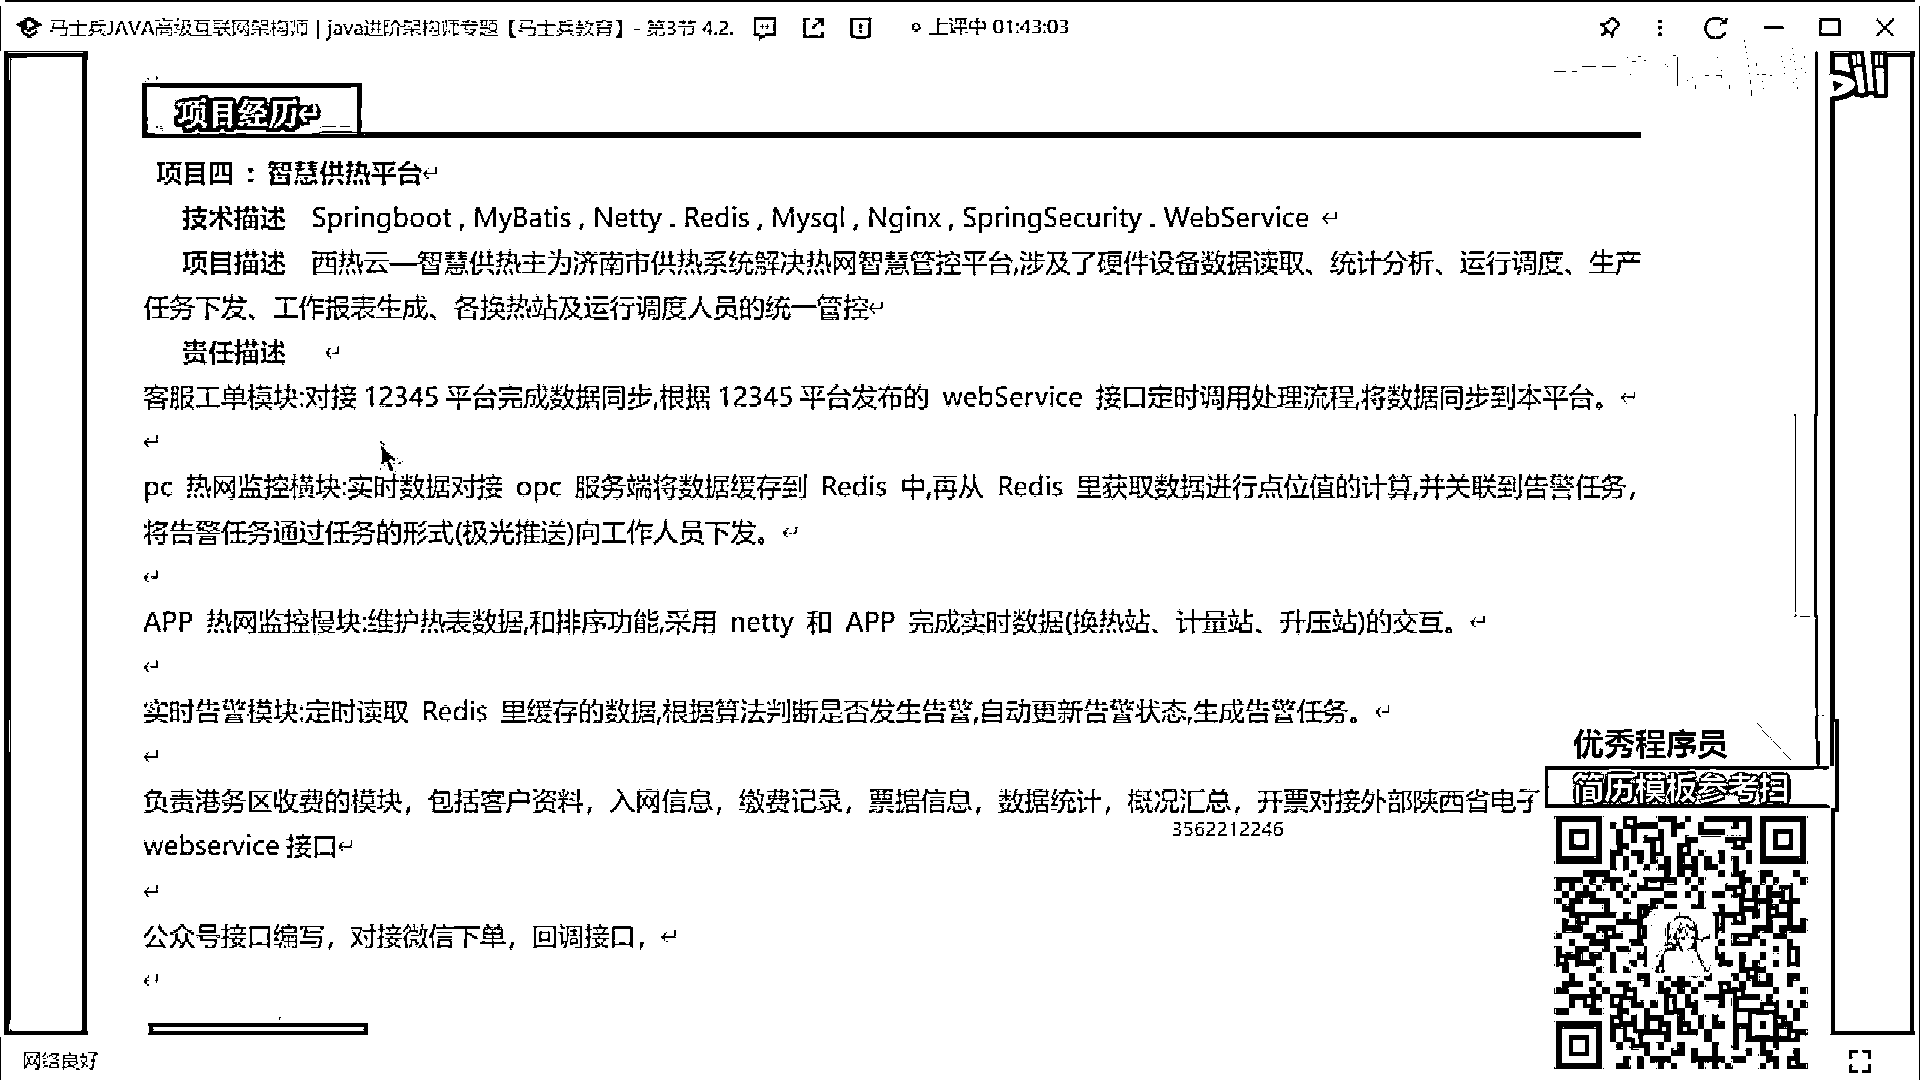 马士兵JAVA高级互联网架构师 | java进阶架构师专题【马士兵教育】- 第3节 4.2.
上课中 01:43:03
项目经历
项目四 : 智慧供热平台
技术描述 Springboot , MyBatis , Netty . Redis , Mysql , Nginx , SpringSecurity . WebService
项目描述 西热云—智慧供热主为济南市供热系统解决热网智慧管控平台,涉及了硬件设备数据读取、统计分析、运行调度、生产
任务下发、工作报表生成、各换热站及运行调度人员的统一管控
责任描述
客服工单模块:对接 12345 平台完成数据同步,根据 12345 平台发布的 webService 接口定时调用处理流程,将数据同步到本平台。
pc 热网监控模块:实时数据对接 opc 服务端将数据缓存到 Redis 中,再从 Redis 里获取数据进行点位值的计算,并关联到告警任务,
将告警任务通过任务的形式(极光推送)向工作人员下发。
APP 热网监控模块:维护热表数据,和排序功能,采用 netty 和 APP 完成实时数据(换热站、计量站、升压站)的交互。
实时告警模块:定时读取 Redis 里缓存的数据,根据算法判断是否发生告警,自动更新告警状态,生成告警任务。
负责港务区收费的模块，包括客户资料，入网信息，缴费记录，票据信息，数据统计，概况汇总，开票对接外部陕西省电子
3562212246
webservice 接口
公众号接口编写，对接微信下单，回调接口，
优秀程序员
简历模板参考扫
网络良好